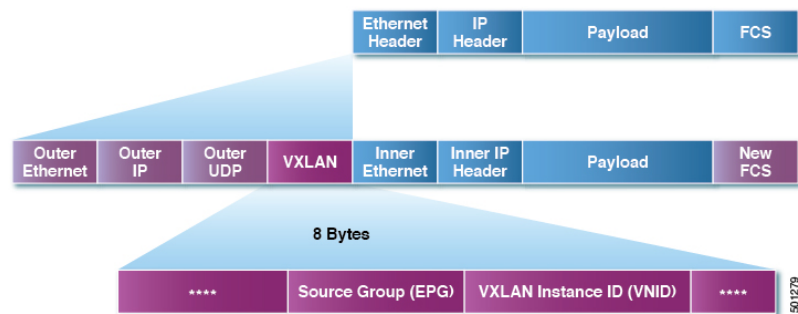 Ethernet Header
IP Header
Payload
FCS
Outer Ethernet
Outer IP
Outer UDP
VXLAN
Inner Ethernet
Inner IP Header
Payload
New FCS
8 Bytes
****
Source Group (EPG)
VXLAN Instance ID (VNID)
****
501279